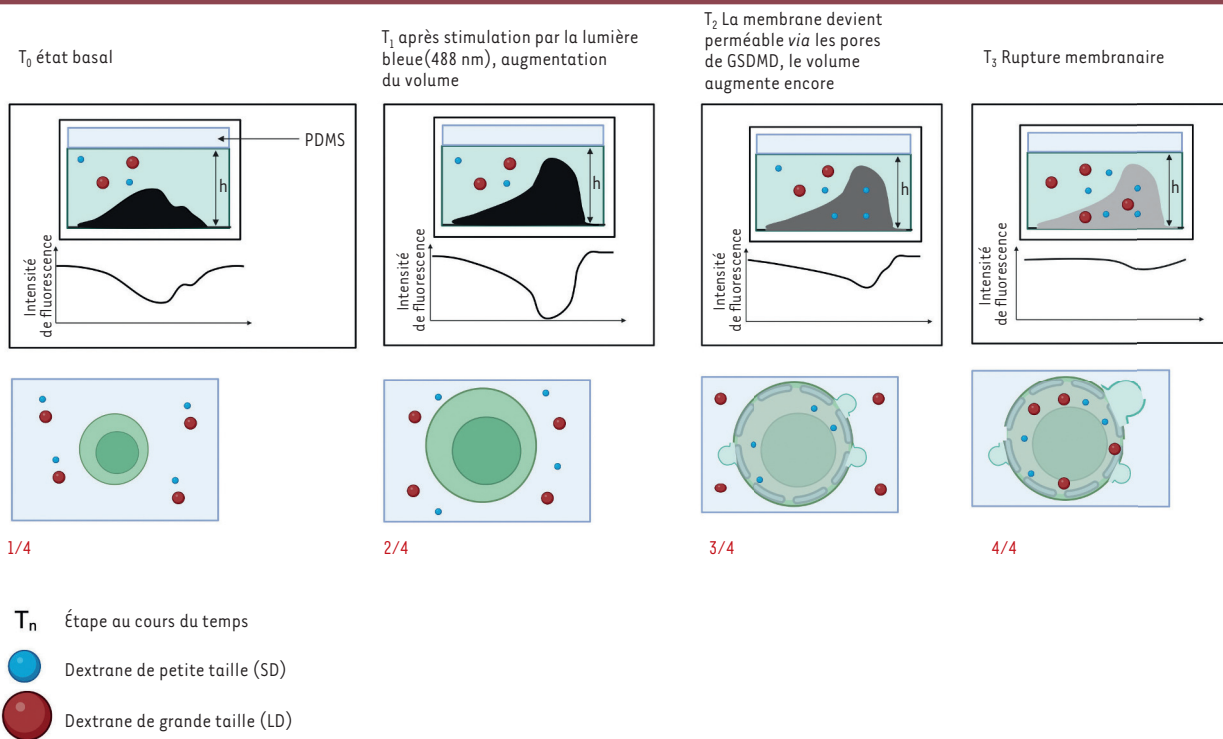 T₀ état basal
T₁ après stimulation par la lumière
bleue(488 nm), augmentation
du volume
T₂ La membrane devient
perméable via les pores
de GSDMD, le volume
augmente encore
T₃ Rupture membranaire
PDMS
h
h
h
h
Intensité
de fluorescence
Intensité
de fluorescence
Intensité
de fluorescence
Intensité
de fluorescence
1/4
2/4
3/4
4/4
Tₙ Étape au cours du temps
Dextrane de petite taille (SD)
Dextrane de grande taille (LD)